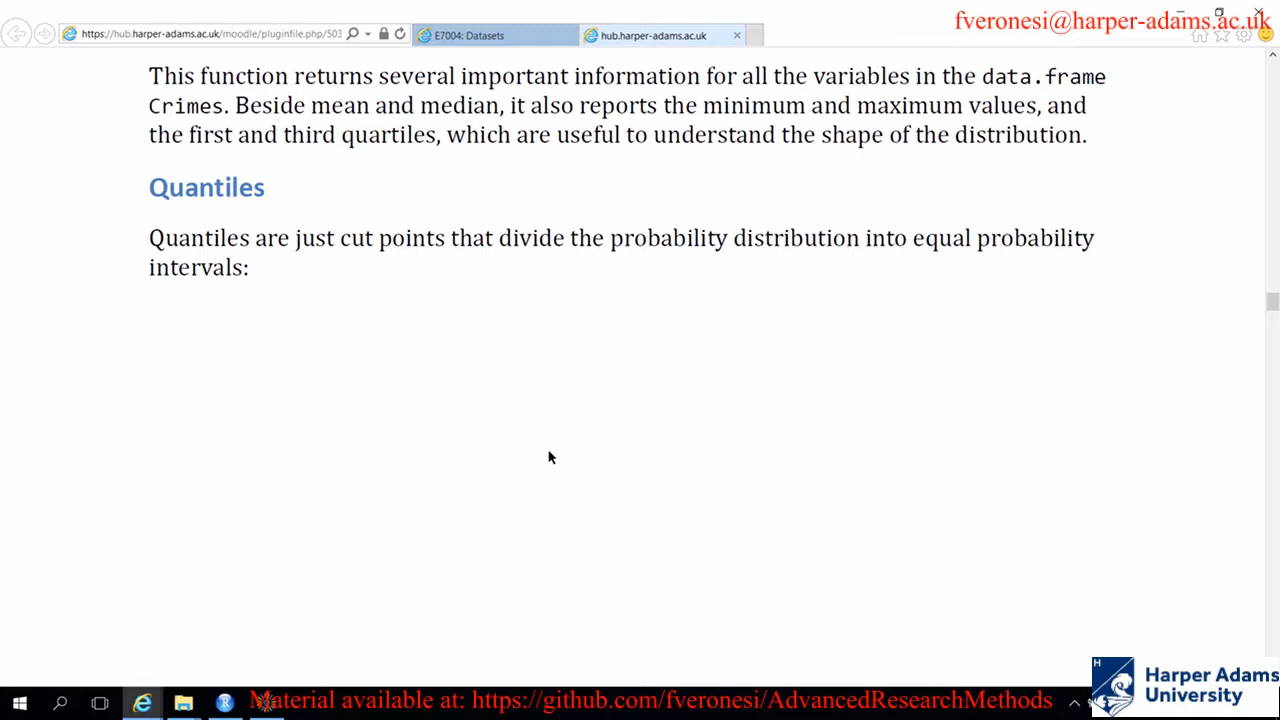 fveronesi@harper-adams.ac.uk
https://hub.harper-adams.ac.uk/moodle/pluginfile.php/503
E7004: Datasets
hub.harper-adams.ac.uk
This function returns several important information for all the variables in the data.frame
Crimes. Beside mean and median, it also reports the minimum and maximum values, and
the first and third quartiles, which are useful to understand the shape of the distribution.
Quantiles
Quantiles are just cut points that divide the probability distribution into equal probability
intervals:
H
Harper Adams
University
Material available at: https://github.com/fveronesi/AdvancedResearchMethods